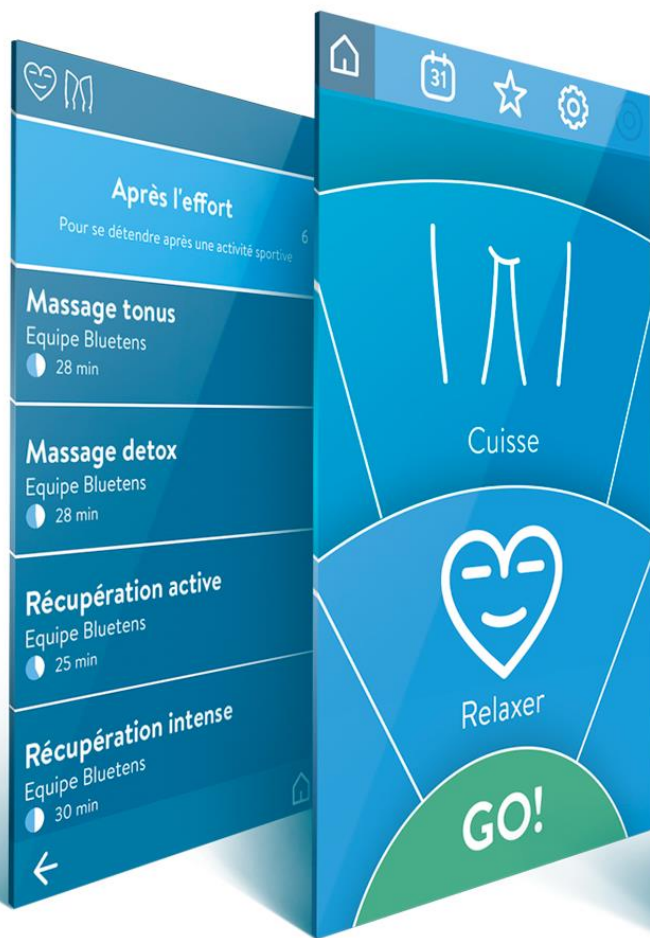 Après l'effort
6
Pour se détendre après une activité sportive
Massage tonus
Equipe Bluetens
28 min
Massage detox
Equipe Bluetens
28 min
Récupération active
Equipe Bluetens
25 min
Récupération intense
Equipe Bluetens
30 min
31
Cuisse
Relaxer
GO!